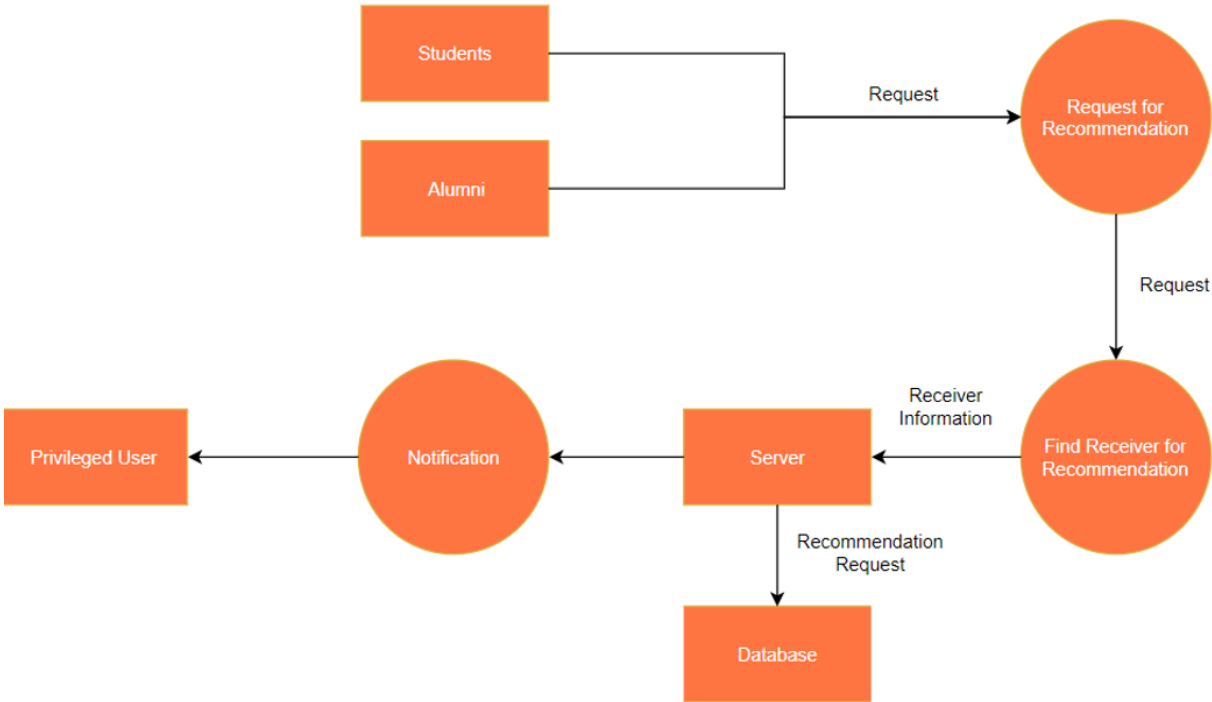 Students
Request
Request for
Recommendation
Alumni
Request
Receiver
Information
Privileged User
Notification
Server
Find Receiver for
Recommendation
Recommendation
Request
Database